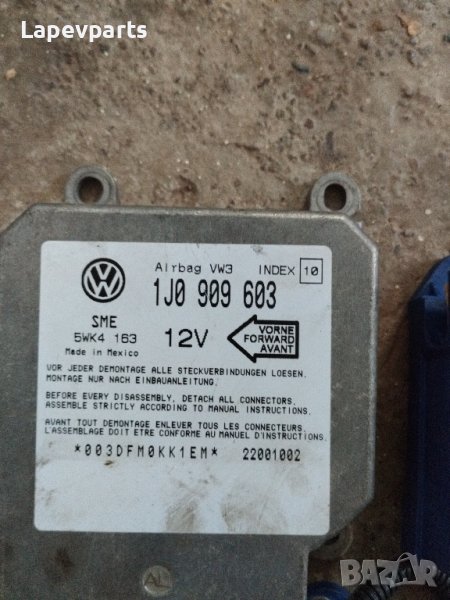 Lapevparts
Airbag VW3 INDEX 10
1J0 909 603
SME
5WK4 163
Made in Mexico
12V
VORNE
FORWARD
AVANT
VOR JEDER DEMONTAGE ALLE STECKVERBINDUNGEN LOESEN.
MONTAGE NUR NACH EINBAUANLEITUNG.
BEFORE EVERY DISASSEMBLY, DETACH ALL CONNECTORS.
ASSEMBLE STRICTLY ACCORDING TO MANUAL INSTRUCTIONS.
AVANT TOUT DEMONTAGE ENLEVER TOUS LES CONNECTEURS.
L'ASSEMBLAGE DOIT ETRE CONFORME AU MANUEL D'INSTRUCTIONS.
*003DFM0KK1EM* 22001002
AL
BAZAR